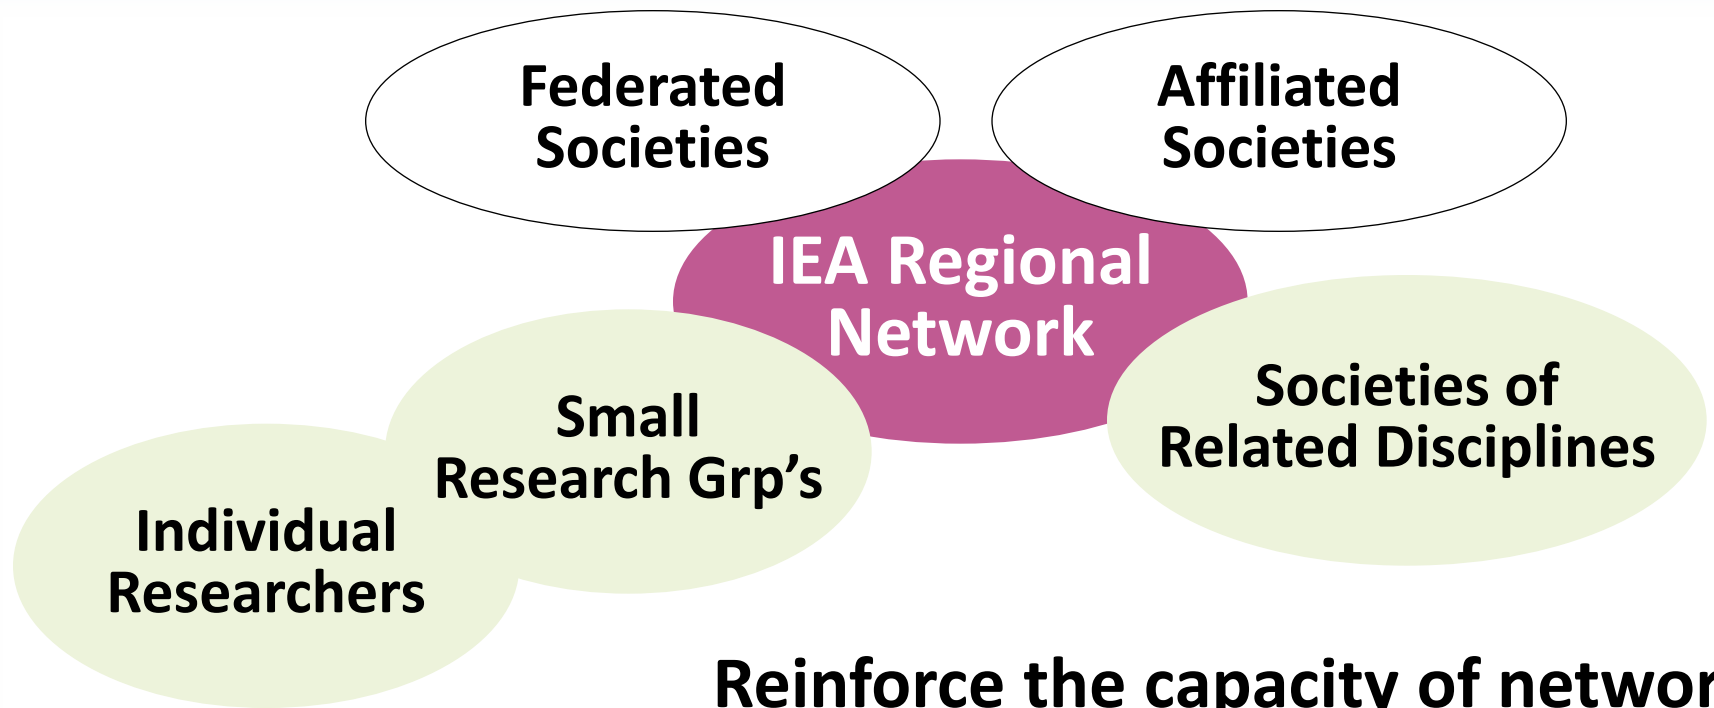 Federated
Societies
Affiliated
Societies
IEA Regional
Network
Small
Research Grp’s
Societies of
Related Disciplines
Individual
Researchers
Reinforce the capacity of